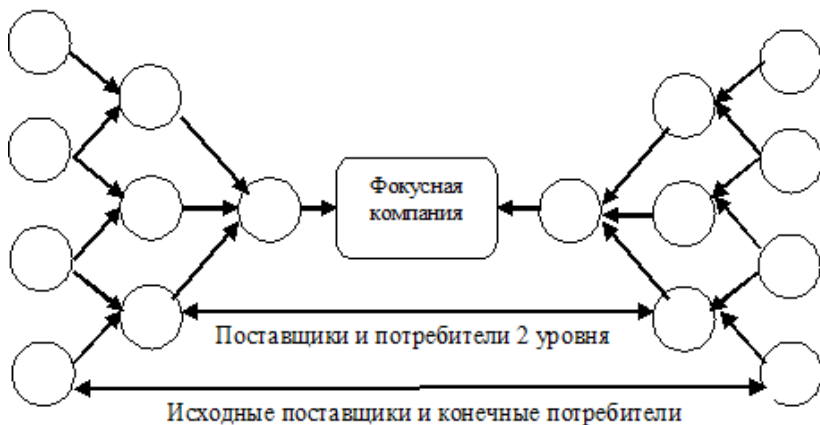 Фокусная
компания
Поставщики и потребители 2 уровня
Исходные поставщики и конечные потребители